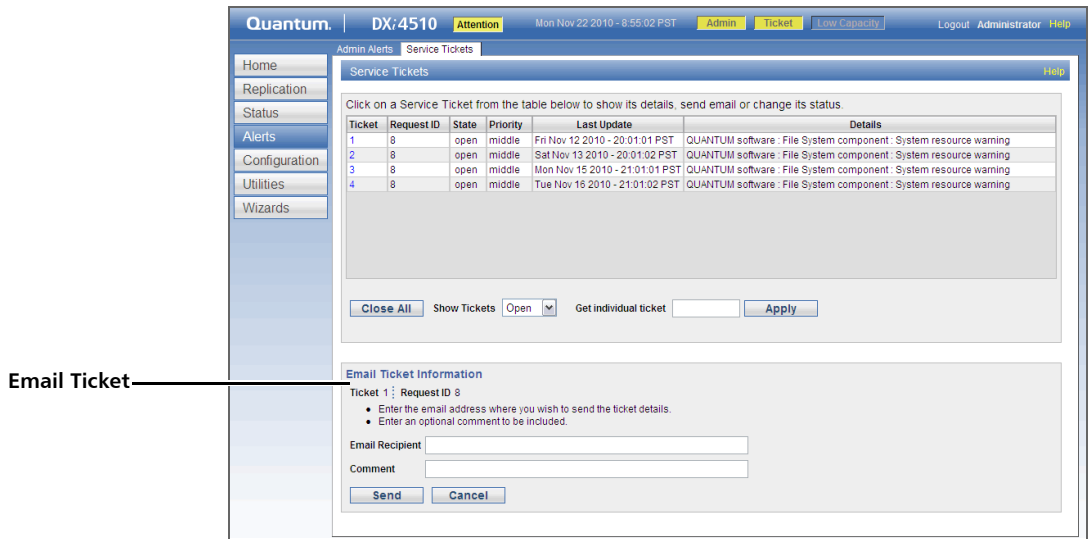 Quantum. DXi4510 Attention Mon Nov 22 2010 - 8:55:02 PST Admin Ticket Low Capacity Logout Administrator Help
Admin Alerts Service Tickets
Home
Replication
Status
Alerts
Configuration
Utilities
Wizards
Service Tickets Help
Click on a Service Ticket from the table below to show its details, send email or change its status.
Ticket Request ID State Priority Last Update Details
1 8 open middle Fri Nov 12 2010 - 20:01:01 PST QUANTUM software : File System component : System resource warning
2 8 open middle Sat Nov 13 2010 - 20:01:02 PST QUANTUM software : File System component : System resource warning
3 8 open middle Mon Nov 15 2010 - 21:01:01 PST QUANTUM software : File System component : System resource warning
4 8 open middle Tue Nov 16 2010 - 21:01:02 PST QUANTUM software : File System component : System resource warning
Close All Show Tickets Open Get individual ticket Apply
Email Ticket
Email Ticket Information
Ticket 1 Request ID 8
• Enter the email address where you wish to send the ticket details.
• Enter an optional comment to be included.
Email Recipient
Comment
Send Cancel